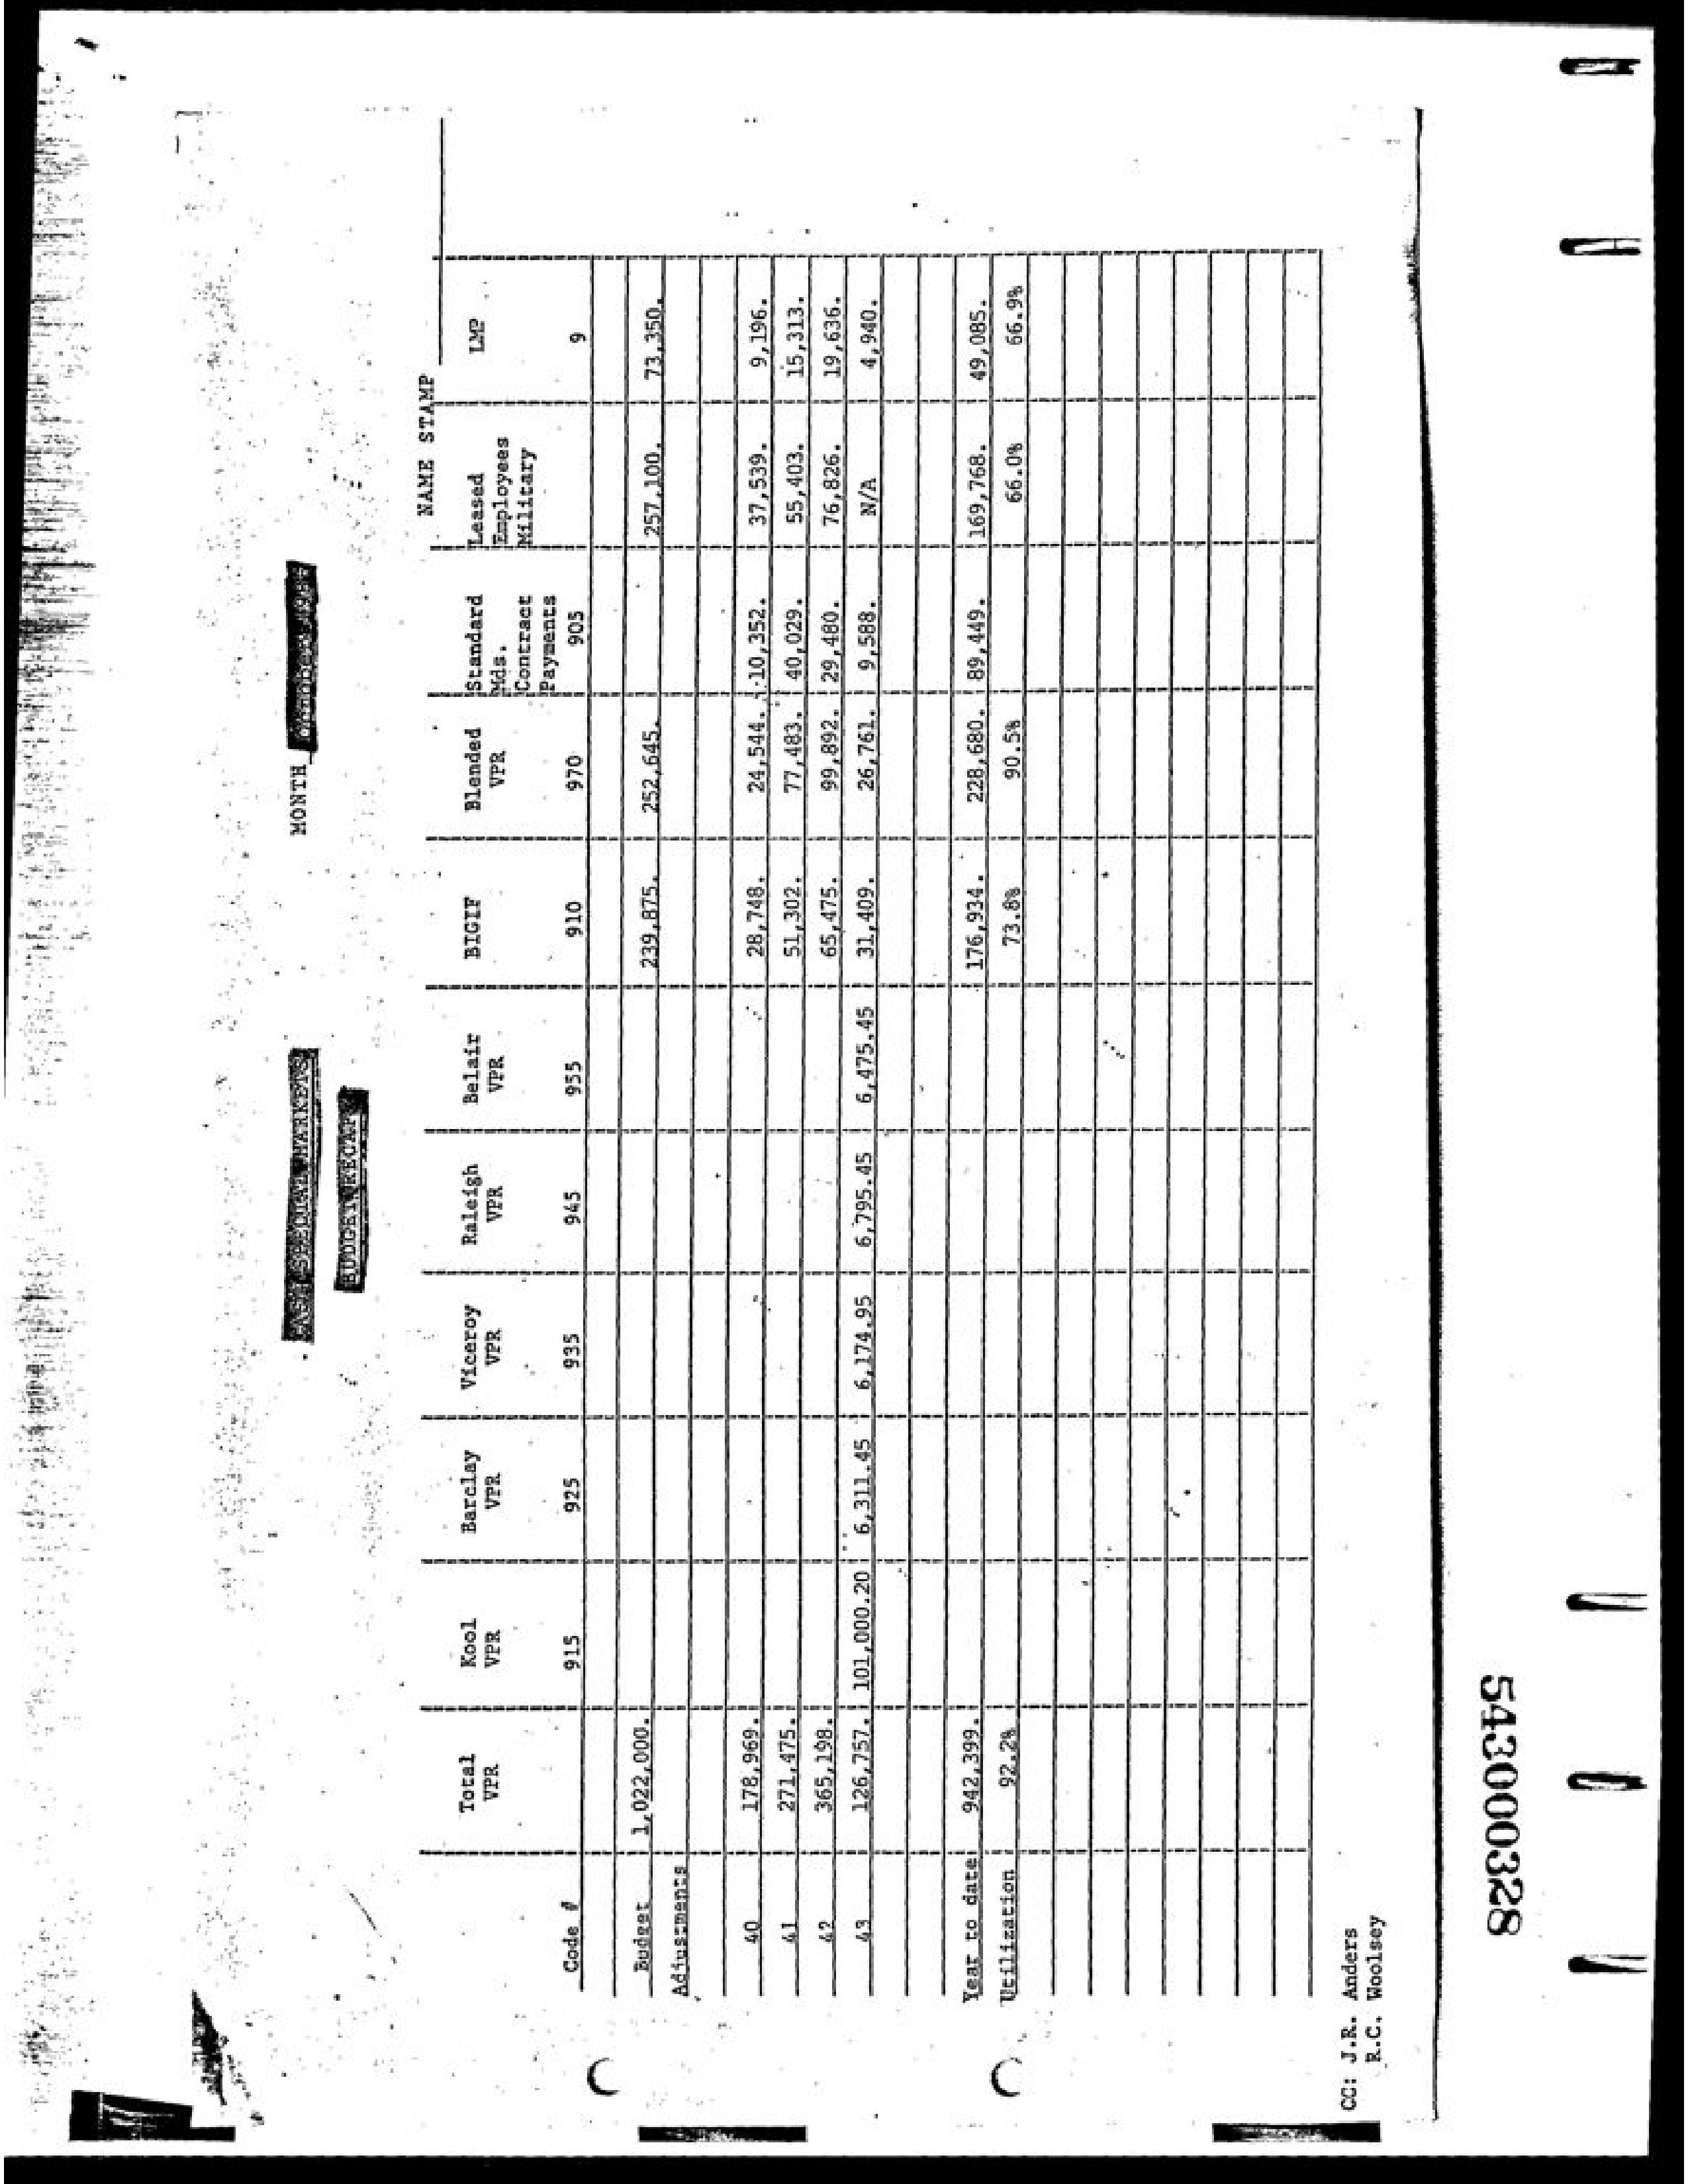 CASH SPECIAL MARKETS MONTH
BUDGET RECAP
NAME STAMP
Total Kool Barclay Viceroy Raleigh Belair BIGIF Blended Standard Leased LMP
VPR VPR VPR VPR VPR VPR VPR Mds. Employees
Contract Military
Payments
Code # 915 925 935 945 955 910 970 905 9
Budget 1,022,000. 239,875. 252,645. 257,100. 73,350.
Adjustments
40 178,969. 28,748. 24,544. 10,352. 37,539. 9,196.
41 271,475. 51,302. 77,483. 40,029. 55,403. 15,313.
42 365,198. 65,475. 99,892. 29,480. 76,826. 19,636.
43 126,757. 101,000.20 6,311.45 6,174.95 6,795.45 6,475.45 31,409. 26,761. 9,588. N/A 4,940.
Year to date 942,399. 176,934. 228,680. 89,449. 169,768. 49,085.
Utilization 92.2% 73.8% 90.5% 66.0% 66.9%
CC: J.R. Anders
R.C. Woolsey
543000328